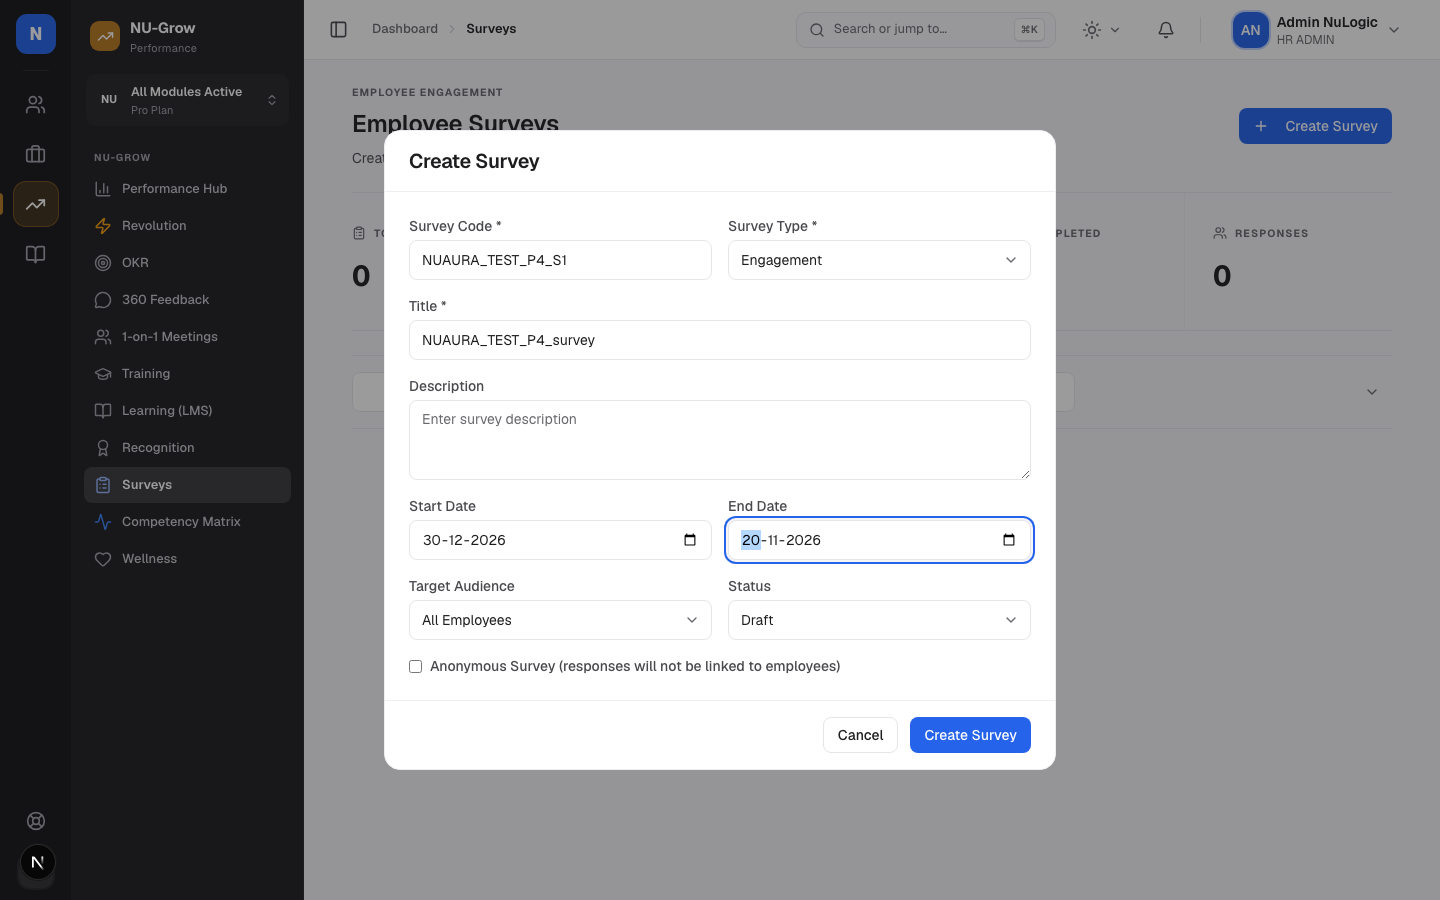 N
NU-Grow
Performance
NU
All Modules Active
Pro Plan
NU-GROW
Performance Hub
Revolution
OKR
360 Feedback
1-on-1 Meetings
Training
Learning (LMS)
Recognition
Surveys
Competency Matrix
Wellness
N
Dashboard
Surveys
Search or jump to...
⌘K
AN
Admin NuLogic
HR ADMIN
EMPLOYEE ENGAGEMENT
Employee Surveys
Create Survey
0
PLETED
RESPONSES
0
Create Survey
Survey Code *
Survey Type *
NUAURA_TEST_P4_S1
Engagement
Title *
NUAURA_TEST_P4_survey
Description
Enter survey description
Start Date
End Date
30-12-2026
20-11-2026
Target Audience
Status
All Employees
Draft
Anonymous Survey (responses will not be linked to employees)
Cancel
Create Survey